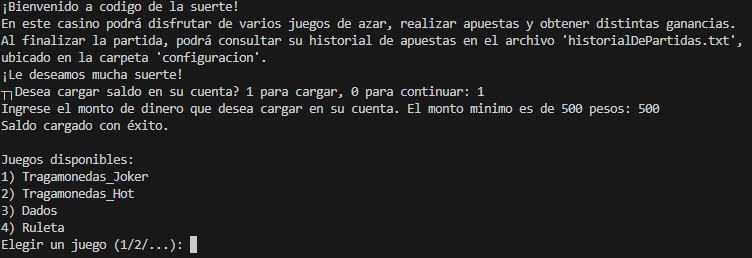 ¡Bienvenido a codigo de la suerte!
En este casino podrá disfrutar de varios juegos de azar, realizar apuestas y obtener distintas ganancias.
Al finalizar la partida, podrá consultar su historial de apuestas en el archivo 'historialDePartidas.txt',
ubicado en la carpeta 'configuracion'.
¡Le deseamos mucha suerte!
┐┐Desea cargar saldo en su cuenta? 1 para cargar, 0 para continuar: 1
Ingrese el monto de dinero que desea cargar en su cuenta. El monto minimo es de 500 pesos: 500
Saldo cargado con éxito.

Juegos disponibles:
1) Tragamonedas_Joker
2) Tragamonedas_Hot
3) Dados
4) Ruleta
Elegir un juego (1/2/...):